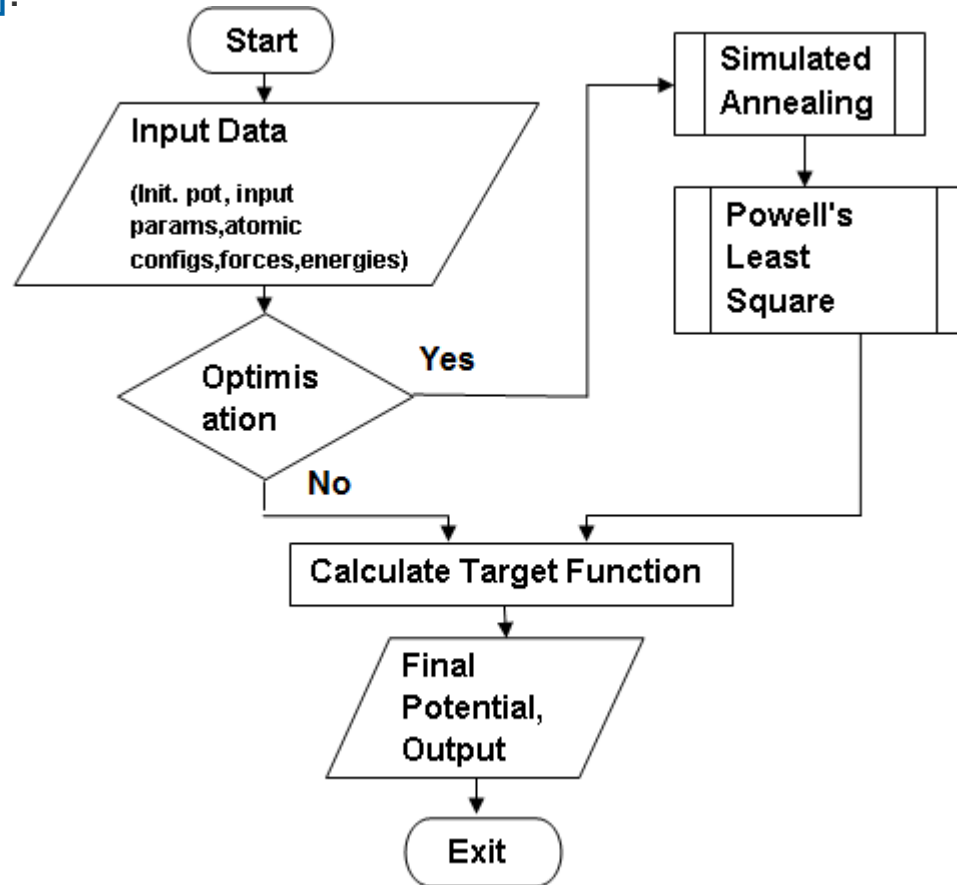 Start
Input Data
(Init. pot, input
params,atomic
configs,forces,energies)
Optimis
ation
Yes
No
Simulated
Annealing
Powell's
Least
Square
Calculate Target Function
Final
Potential,
Output
Exit